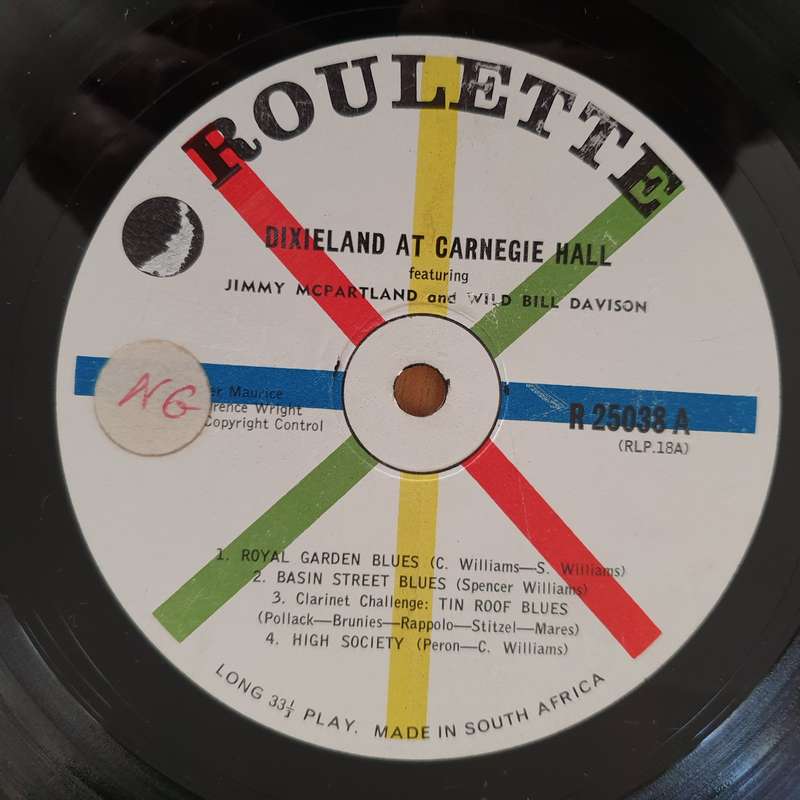 ROULETTE
DIXIELAND AT CARNEGIE HALL
featuring
JIMMY MCPARTLAND and WILD BILL DAVISON
NG
Maurice
Wright
Copyright Control
R 25038 A
(RLP.18A)
1. ROYAL GARDEN BLUES (C. Williams—S. Williams)
2. BASIN STREET BLUES (Spencer Williams)
3. Clarinet Challenge: TIN ROOF BLUES
(Pollack—Brunies—Rappolo—Stitzel—Mares)
4. HIGH SOCIETY (Peron—C. Williams)
LONG 33⅓ PLAY. MADE IN SOUTH AFRICA